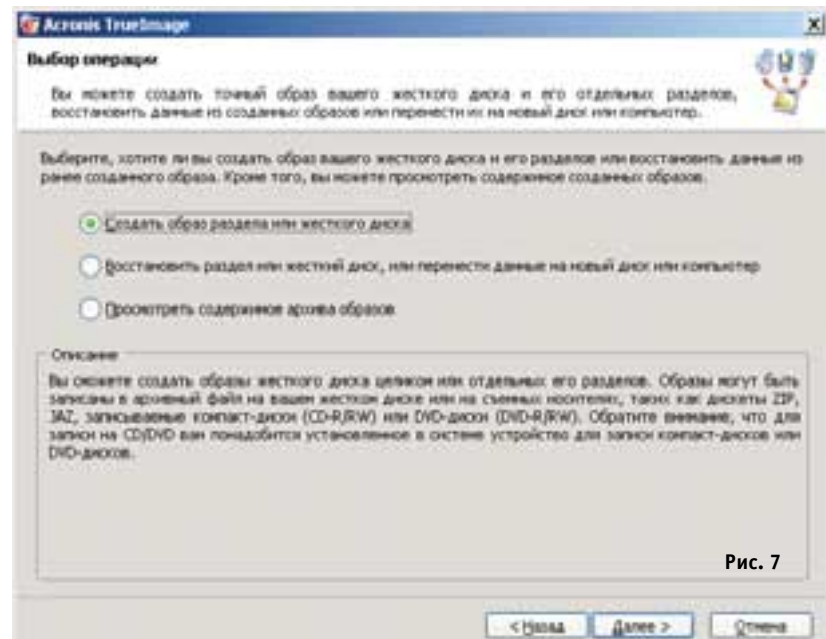 Acronis TrueImage
Выбор операции
Вы можете создать точный образ вашего жесткого диска и его отдельных разделов,
восстановить данные из созданных образов или перенести их на новый диск или компьютер.
Выберите, хотите ли вы создать образ вашего жесткого диска и его разделов или восстановить данные из
ранее созданного образа. Кроме того, вы можете просмотреть содержимое созданных образов.
Создать образ раздела или жесткого диска
Восстановить раздел или жесткий диск, или перенести данные на новый диск или компьютер
Просмотреть содержимое архива образов
Описание
Вы сможете создать образы жесткого диска целиком или отдельных его разделов. Образы могут быть
записаны в архивный файл на вашем жестком диске или на съемных носителях, таких как дискеты ZIP,
JAZ, записываемые компакт-диски (CD-R/RW) или DVD-диски (DVD-R/RW). Обратите внимание, что для
записи на CD/DVD вам понадобится установленное в системе устройство для записи компакт-дисков или
DVD-дисков.
Рис. 7
< Назад Далее > Отмена